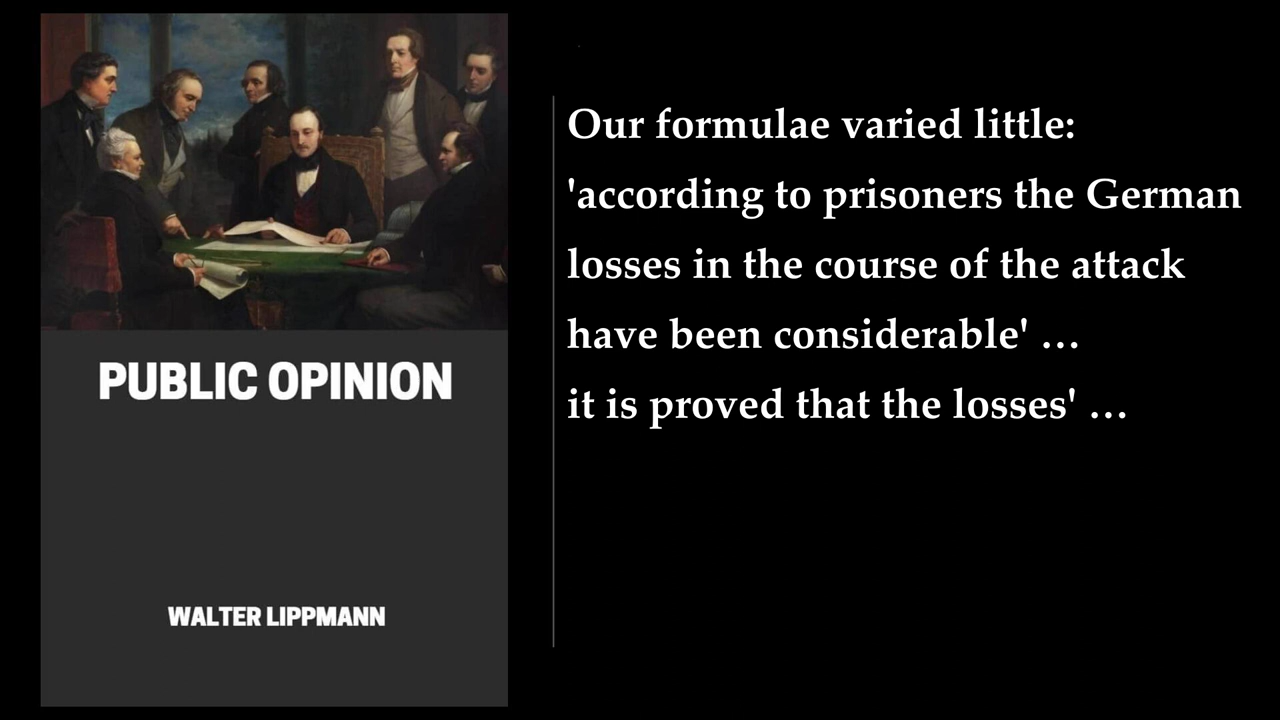 PUBLIC OPINION
WALTER LIPPMANN
Our formulae varied little:
'according to prisoners the German
losses in the course of the attack
have been considerable' …
it is proved that the losses' …